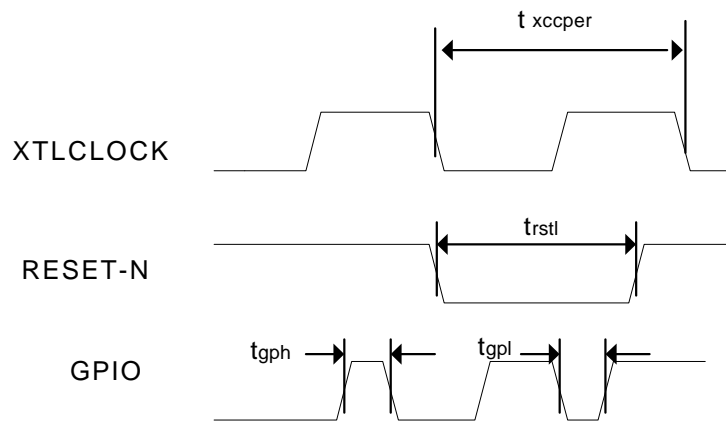 t xccper
XTLCLOCK
trstl
RESET-N
tgph
tgpl
GPIO